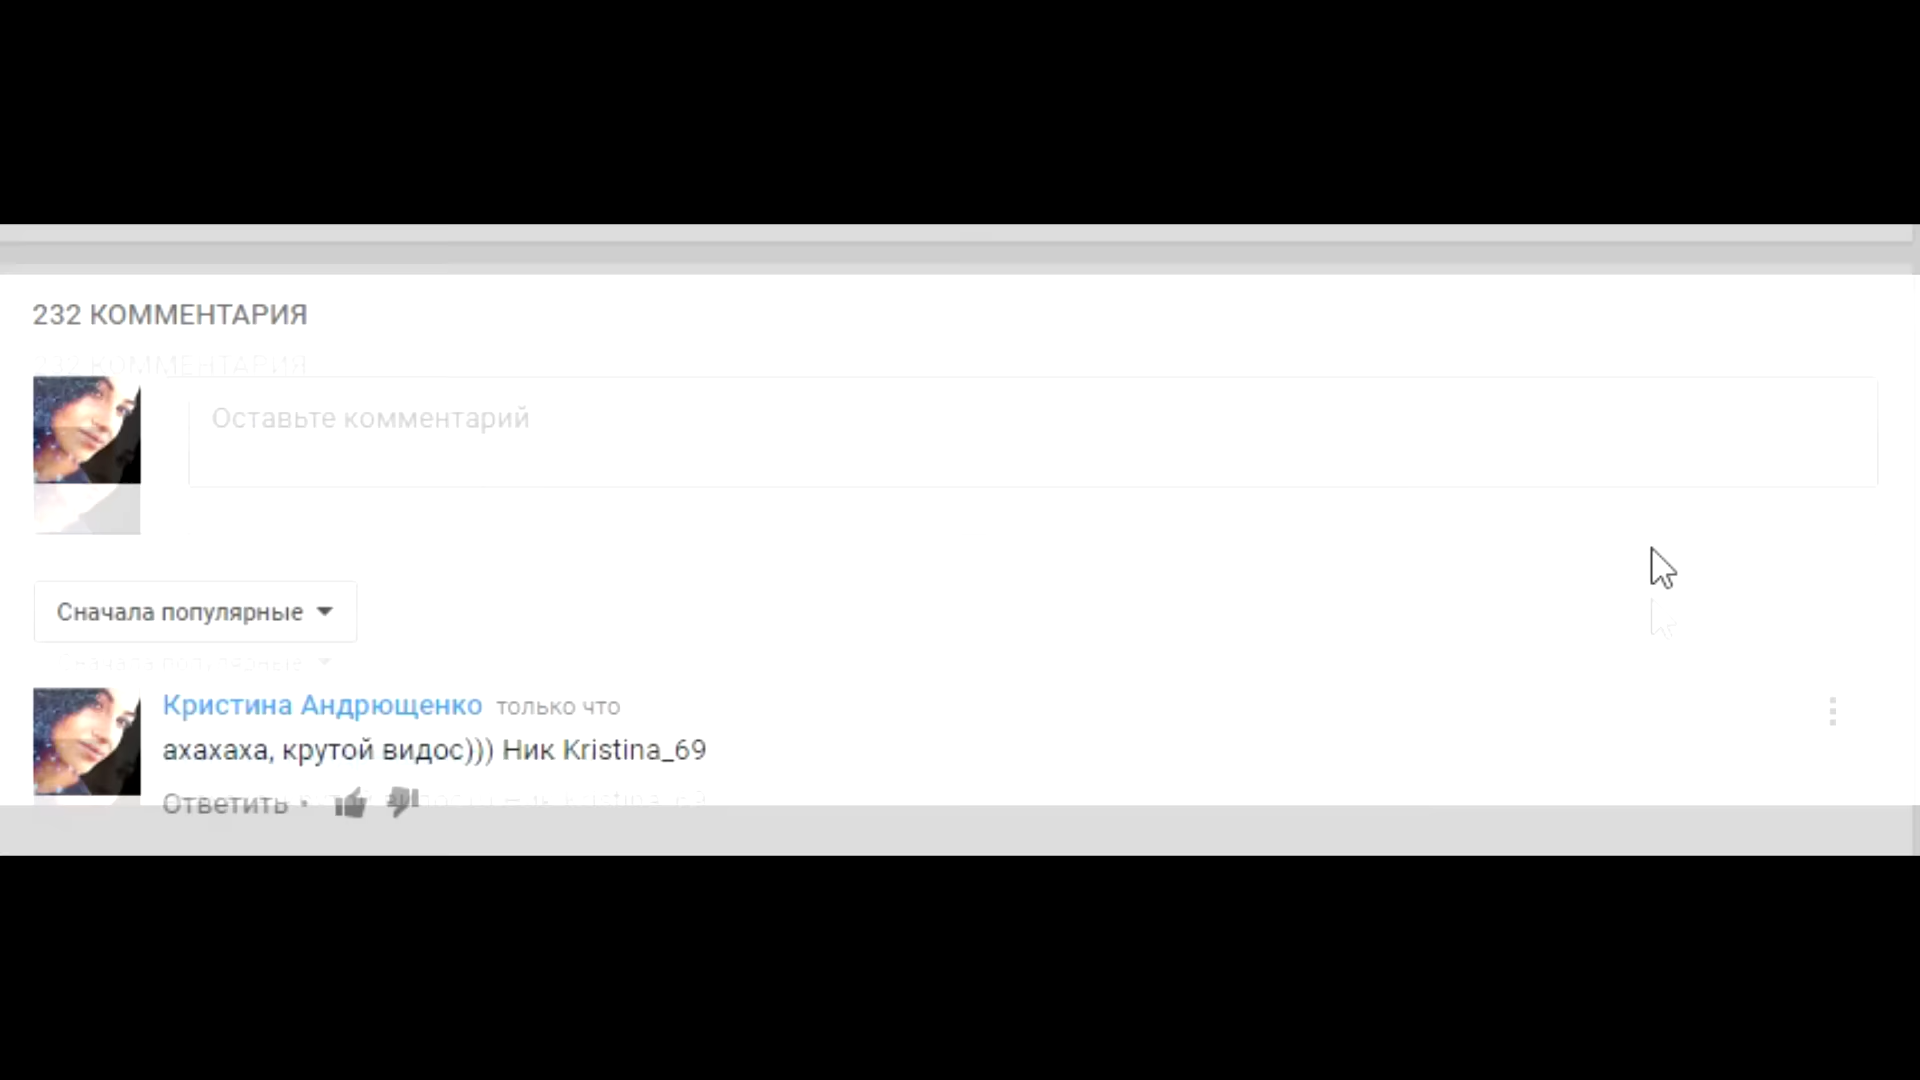 232 КОММЕНТАРИЯ
Оставьте комментарий
Сначала популярные
Кристина Андрющенко только что
ахахаха, крутой видос))) Ник Kristina_69
Ответить •